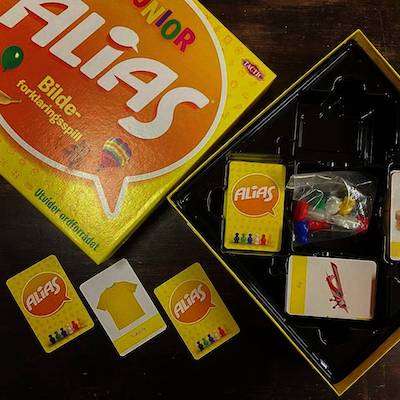 JUNIOR
ALiAS
TACTIC
Bilde-
forklaringsspill
Utvider ordforrådet
ALiAS
ALiAS
ALiAS